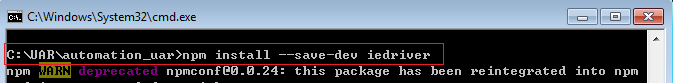 C:\Windows\System32\cmd.exe
C:\UAR\automation_uar>npm install --save-dev iedriver
npm WARN deprecated npmconf@0.0.24: this package has been reintegrated into npm